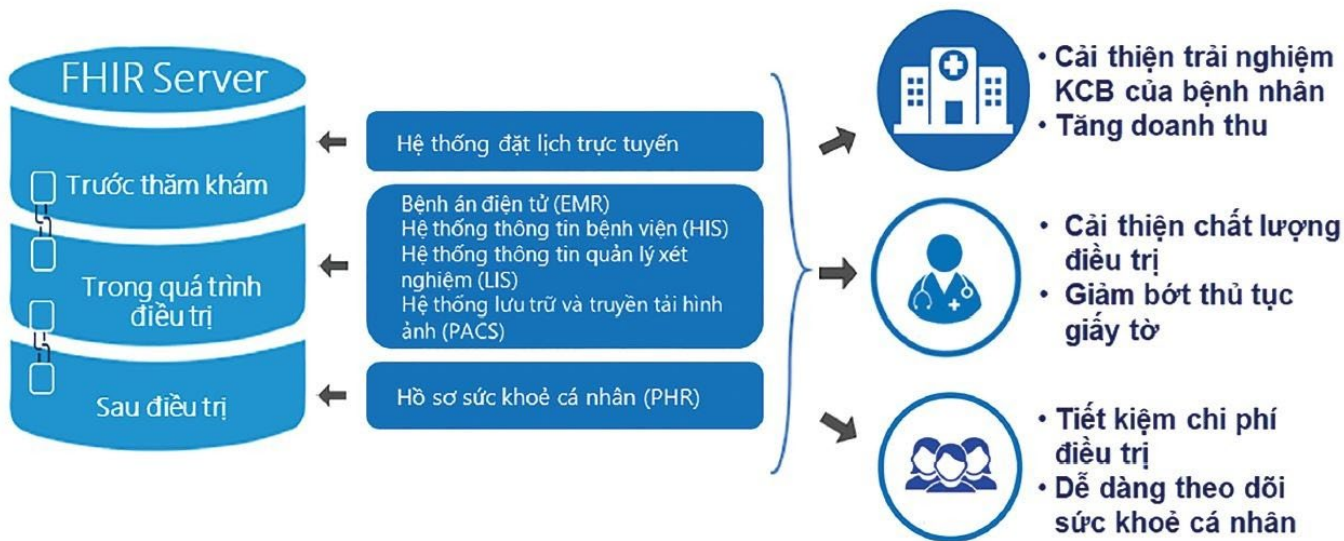 FHIR Server
Trước thăm khám
Trong quá trình
điều trị
Sau điều trị
Hệ thống đặt lịch trực tuyến
Bệnh án điện tử (EMR)
Hệ thống thông tin bệnh viện (HIS)
Hệ thống thông tin quản lý xét
nghiệm (LIS)
Hệ thống lưu trữ và truyền tải hình
ảnh (PACS)
Hồ sơ sức khoẻ cá nhân (PHR)
• Cải thiện trải nghiệm
KCB của bệnh nhân
• Tăng doanh thu
• Cải thiện chất lượng
điều trị
• Giảm bớt thủ tục
giấy tờ
• Tiết kiệm chi phí
điều trị
• Dễ dàng theo dõi
sức khoẻ cá nhân